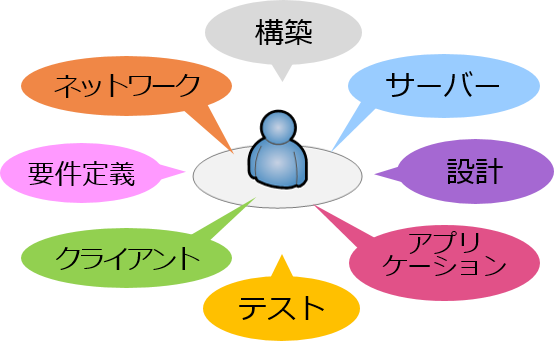 構築
ネットワーク
サーバー
要件定義
設計
クライアント
アプリ
ケーション
テスト